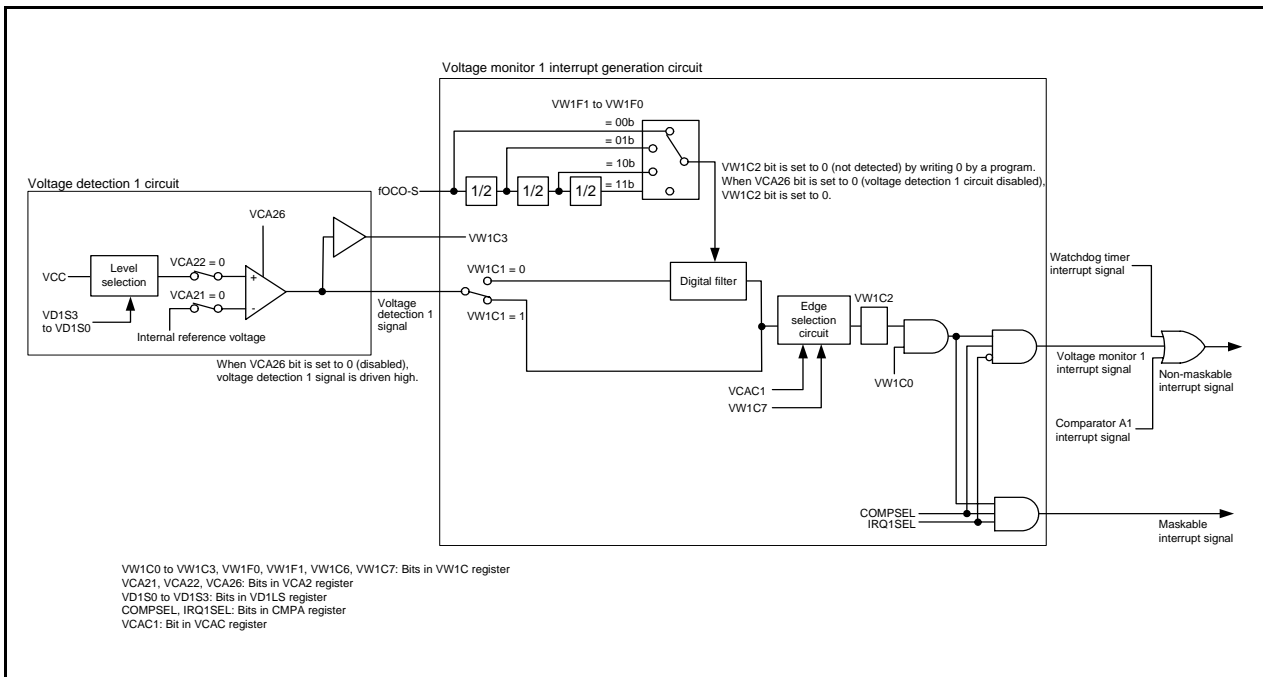 Voltage monitor 1 interrupt generation circuit
VW1F1 to VW1F0
= 00b
= 01b
= 10b
= 11b
fOCO-S
1/2
1/2
1/2
VW1C2 bit is set to 0 (not detected) by writing 0 by a program.
When VCA26 bit is set to 0 (voltage detection 1 circuit disabled),
VW1C2 bit is set to 0.
Voltage detection 1 circuit
VCA26
VW1C3
VCC
Level
selection
VCA22 = 0
+
VCA21 = 0
-
VD1S3
to VD1S0
Internal reference voltage
Voltage
detection 1
signal
When VCA26 bit is set to 0 (disabled),
voltage detection 1 signal is driven high.
VW1C1 = 0
VW1C1 = 1
Digital filter
Edge
selection
circuit
VW1C2
VCAC1
VW1C7
VW1C0
Watchdog timer
interrupt signal
Voltage monitor 1
interrupt signal
Non-maskable
interrupt signal
Comparator A1
interrupt signal
COMPSEL
IRQ1SEL
Maskable
interrupt signal
VW1C0 to VW1C3, VW1F0, VW1F1, VW1C6, VW1C7: Bits in VW1C register
VCA21, VCA22, VCA26: Bits in VCA2 register
VD1S0 to VD1S3: Bits in VD1LS register
COMPSEL, IRQ1SEL: Bits in CMPA register
VCAC1: Bit in VCAC register